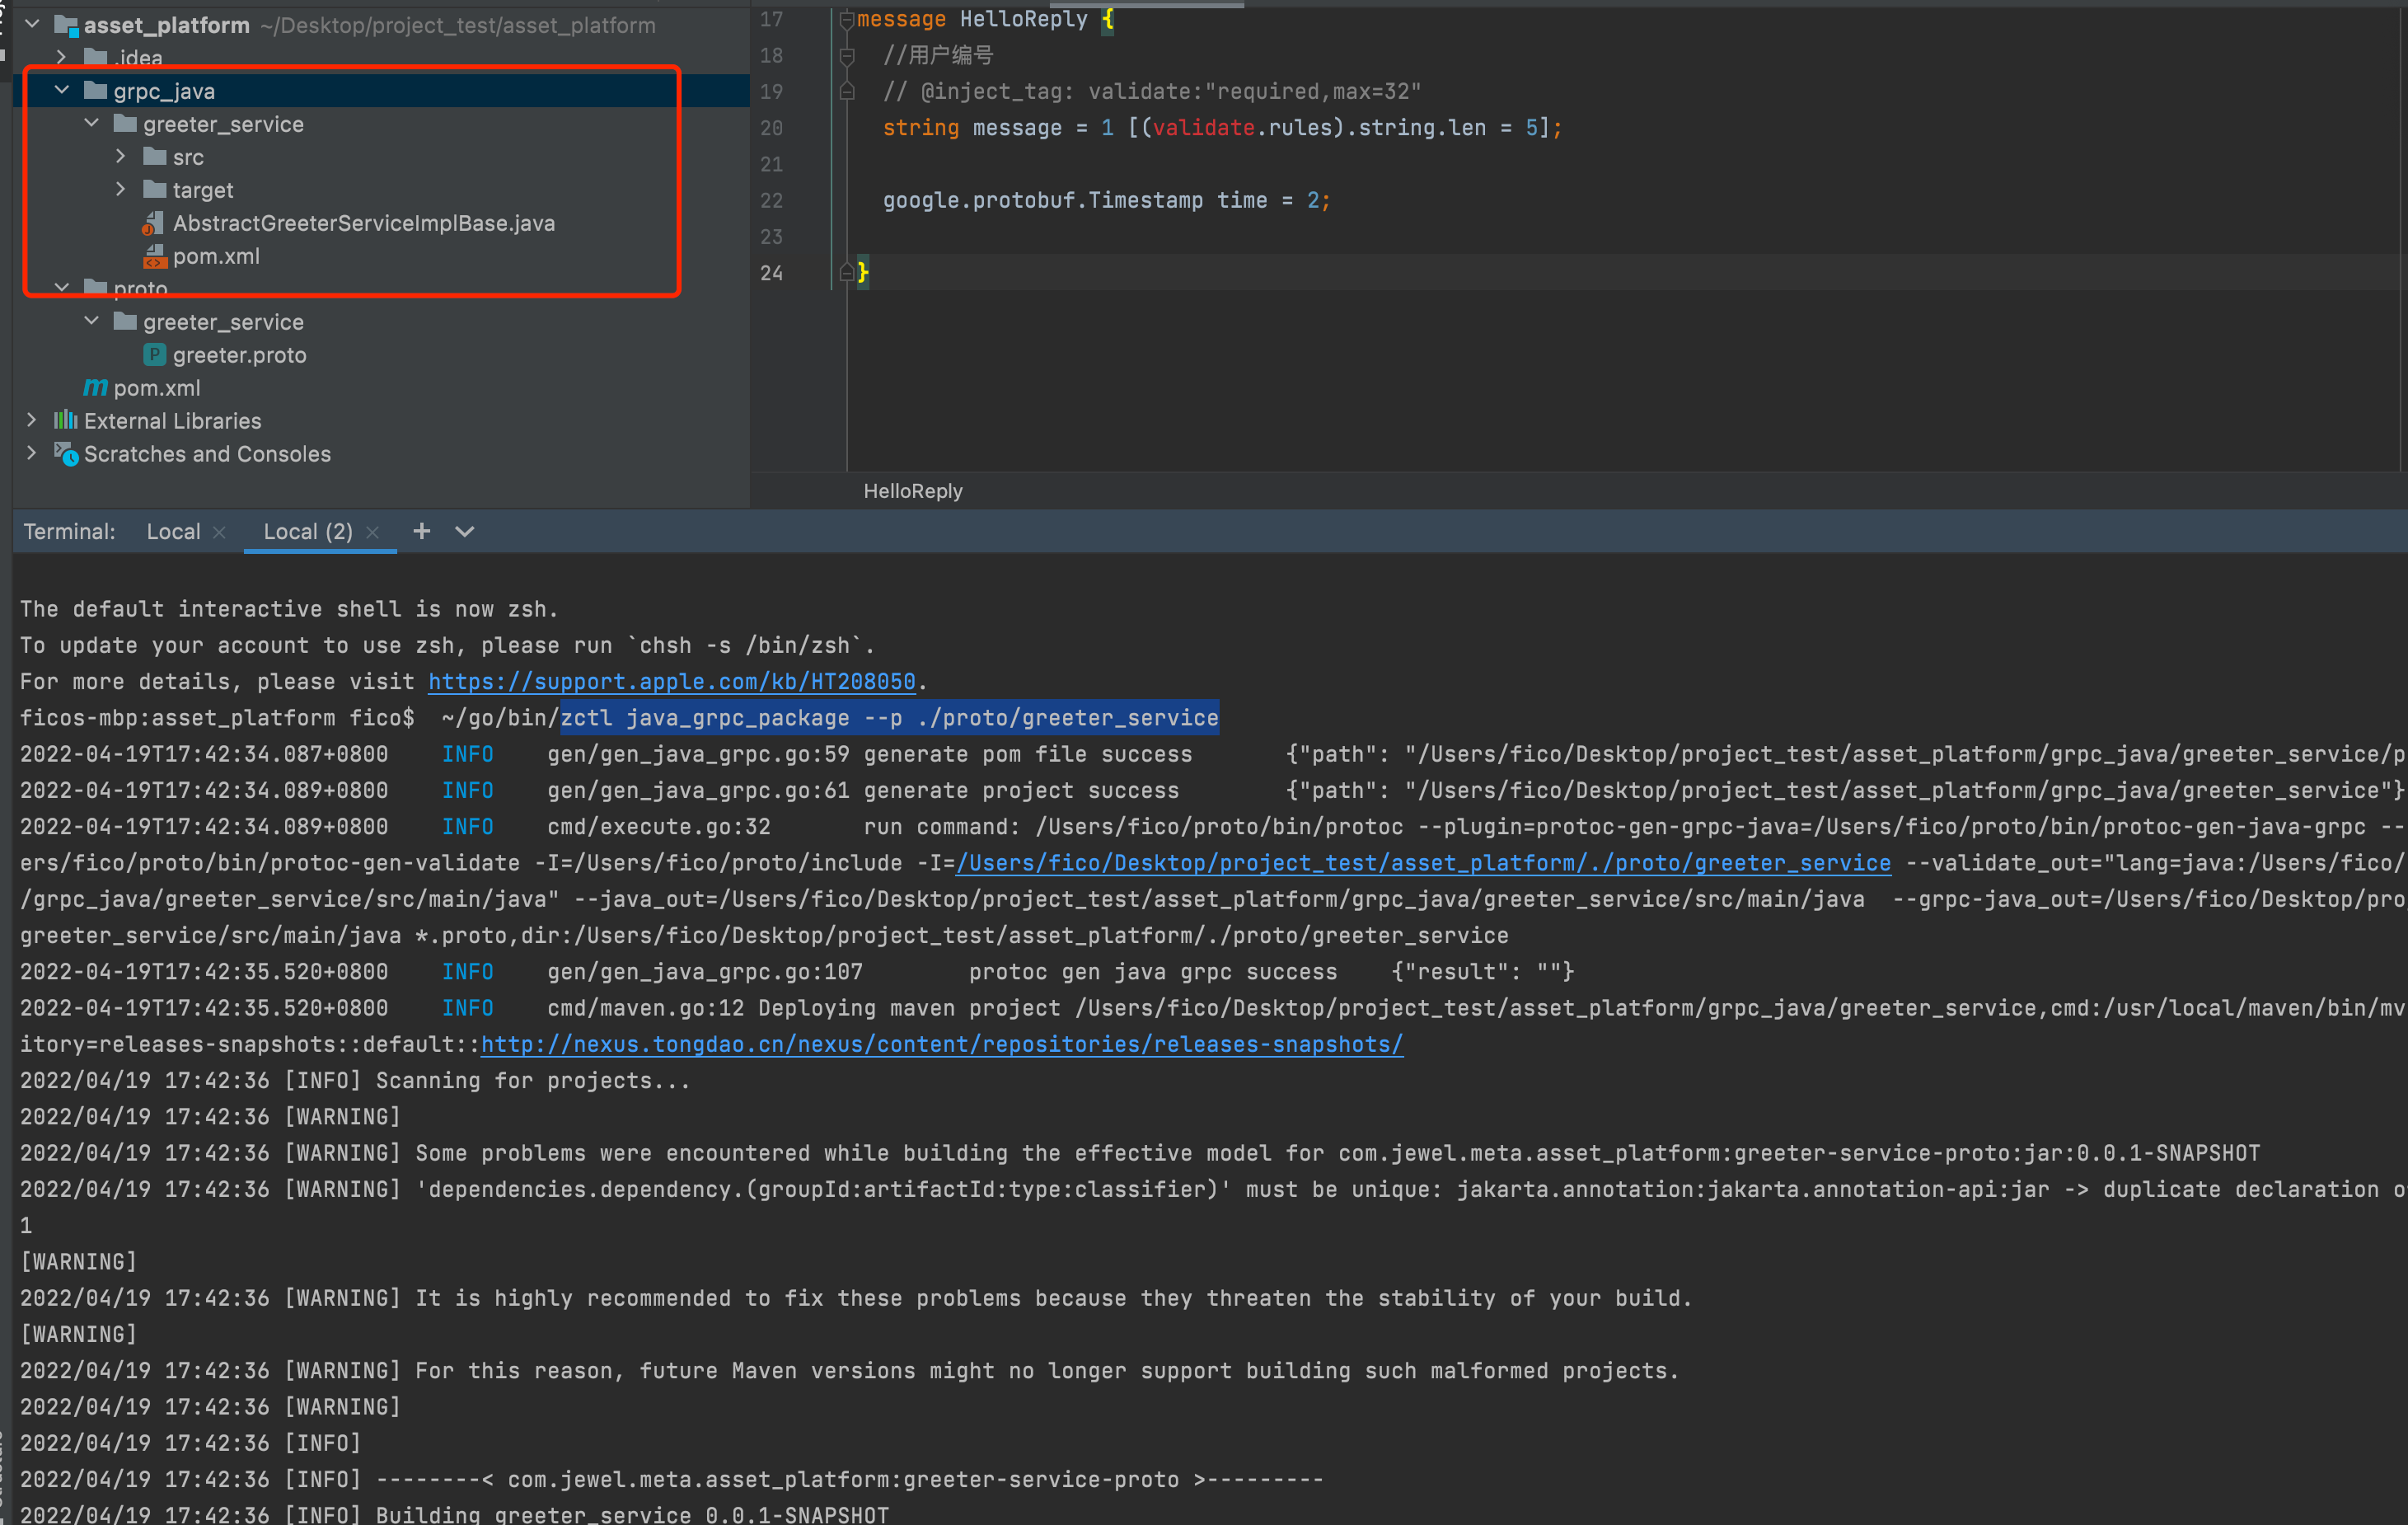 asset_platform ~/Desktop/project_test/asset_platform
.idea
grpc_java
greeter_service
src
target
AbstractGreeterServiceImplBase.java
pom.xml
proto
greeter_service
greeter.proto
pom.xml
External Libraries
Scratches and Consoles
17 message HelloReply {
18 //用户编号
19 // @inject_tag: validate:"required,max=32"
20 string message = 1 [(validate.rules).string.len = 5];
21
22 google.protobuf.Timestamp time = 2;
23
24 }
HelloReply
Terminal: Local Local (2)
The default interactive shell is now zsh.
To update your account to use zsh, please run `chsh -s /bin/zsh`.
For more details, please visit https://support.apple.com/kb/HT208050.
ficos-mbp:asset_platform fico$ ~/go/bin/zctl java_grpc_package --p ./proto/greeter_service
2022-04-19T17:42:34.087+0800 INFO gen/gen_java_grpc.go:59 generate pom file success {"path": "/Users/fico/Desktop/project_test/asset_platform/grpc_java/greeter_service/p
2022-04-19T17:42:34.089+0800 INFO gen/gen_java_grpc.go:61 generate project success {"path": "/Users/fico/Desktop/project_test/asset_platform/grpc_java/greeter_service"}
2022-04-19T17:42:34.089+0800 INFO cmd/execute.go:32 run command: /Users/fico/proto/bin/protoc --plugin=protoc-gen-grpc-java=/Users/fico/proto/bin/protoc-gen-java-grpc --
ers/fico/proto/bin/protoc-gen-validate -I=/Users/fico/proto/include -I=/Users/fico/Desktop/project_test/asset_platform/./proto/greeter_service --validate_out="lang=java:/Users/fico/
/grpc_java/greeter_service/src/main/java" --java_out=/Users/fico/Desktop/project_test/asset_platform/grpc_java/greeter_service/src/main/java --grpc-java_out=/Users/fico/Desktop/pro
greeter_service/src/main/java *.proto,dir:/Users/fico/Desktop/project_test/asset_platform/./proto/greeter_service
2022-04-19T17:42:35.520+0800 INFO gen/gen_java_grpc.go:107 protoc gen java grpc success {"result": ""}
2022-04-19T17:42:35.520+0800 INFO cmd/maven.go:12 Deploying maven project /Users/fico/Desktop/project_test/asset_platform/grpc_java/greeter_service,cmd:/usr/local/maven/bin/mv
itory=releases-snapshots::default::http://nexus.tongdao.cn/nexus/content/repositories/releases-snapshots/
2022/04/19 17:42:36 [INFO] Scanning for projects...
2022/04/19 17:42:36 [WARNING]
2022/04/19 17:42:36 [WARNING] Some problems were encountered while building the effective model for com.jewel.meta.asset_platform:greeter-service-proto:jar:0.0.1-SNAPSHOT
2022/04/19 17:42:36 [WARNING] 'dependencies.dependency.(groupId:artifactId:type:classifier)' must be unique: jakarta.annotation:jakarta.annotation-api:jar -> duplicate declaration o
1
[WARNING]
2022/04/19 17:42:36 [WARNING] It is highly recommended to fix these problems because they threaten the stability of your build.
[WARNING]
2022/04/19 17:42:36 [WARNING] For this reason, future Maven versions might no longer support building such malformed projects.
2022/04/19 17:42:36 [WARNING]
2022/04/19 17:42:36 [INFO]
2022/04/19 17:42:36 [INFO] --------< com.jewel.meta.asset_platform:greeter-service-proto >---------
2022/04/19 17:42:36 [INFO] Building greeter_service 0.0.1-SNAPSHOT